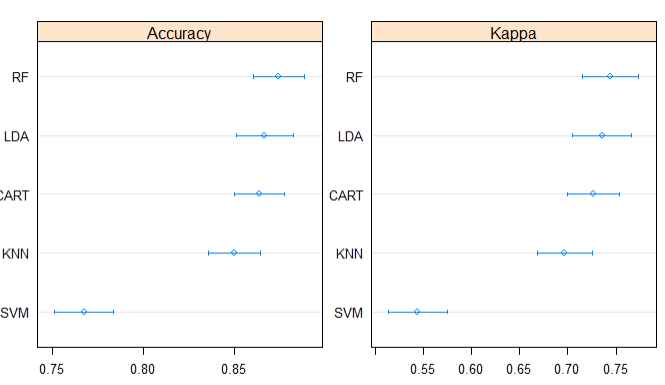 Accuracy
Kappa
RF
LDA
CART
KNN
SVM
0.75 0.80 0.85
RF
LDA
CART
KNN
SVM
0.55 0.60 0.65 0.70 0.75